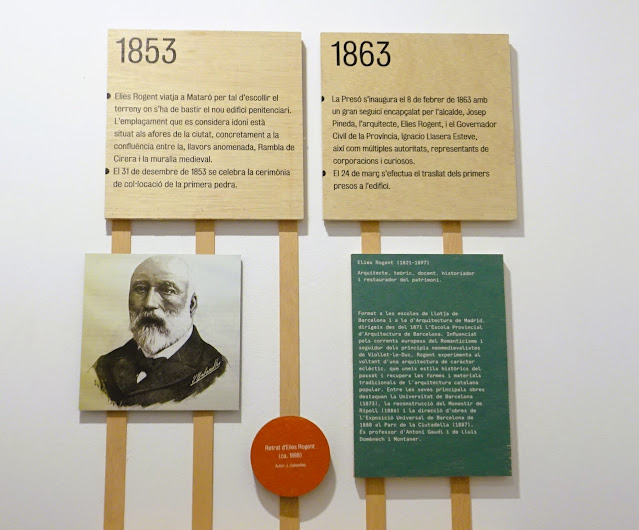 1853
Elies Rogent viatja a Mataró per tal d'escollir el
terreny on s'ha de bastir el nou edifici penitenciari.
L'emplaçament que es considera idoni està
situat als afores de la ciutat, concretament a la
confluència entre la, llavors anomenada, Rambla de
Cirera i la muralla medieval.
El 31 de desembre de 1853 se celebra la cerimònia
de col·locació de la primera pedra.
1863
La Presó s'inaugura el 8 de febrer de 1863 amb
un gran seguici encapçalat per l'alcalde, Josep
Pineda, l'arquitecte, Elies Rogent, i el Governador
Civil de la Província, Ignacio Llasera Esteve,
així com múltiples autoritats, representants de
corporacions i curiosos.
El 24 de març s'efectua el trasllat dels primers
presos a l'edifici.
Retrat d'Elies Rogent
(ca. 1888)
Autor: J.
Elies Rogent (1821-1897)
Arquitecte, teòric, docent, historiador
i restaurador del patrimoni.
Format a les escoles de Llotja de
Barcelona i a la d'Arquitectura de Madrid,
dirigeix des del 1871 l'Escola Provincial
d'Arquitectura de Barcelona. Influenciat
pels corrents europeus del Romanticisme i
seguidor dels principis neomedievalistes
de Viollet-le-Duc, Rogent experimenta al
voltant d'una arquitectura de caràcter
eclèctic, que uneix estils històrics del
passat i recupera les formes i materials
tradicionals de l'arquitectura catalana
popular. Entre les seves principals obres
destaquen la Universitat de Barcelona
(1873), la reconstrucció del Monestir de
Ripoll (1886) i la direcció d'obres de
l'Exposició Universal de Barcelona de
1888 al Parc de la Ciutadella (1887).
És professor d'Antoni Gaudí i de Lluís
Domènech i Montaner.